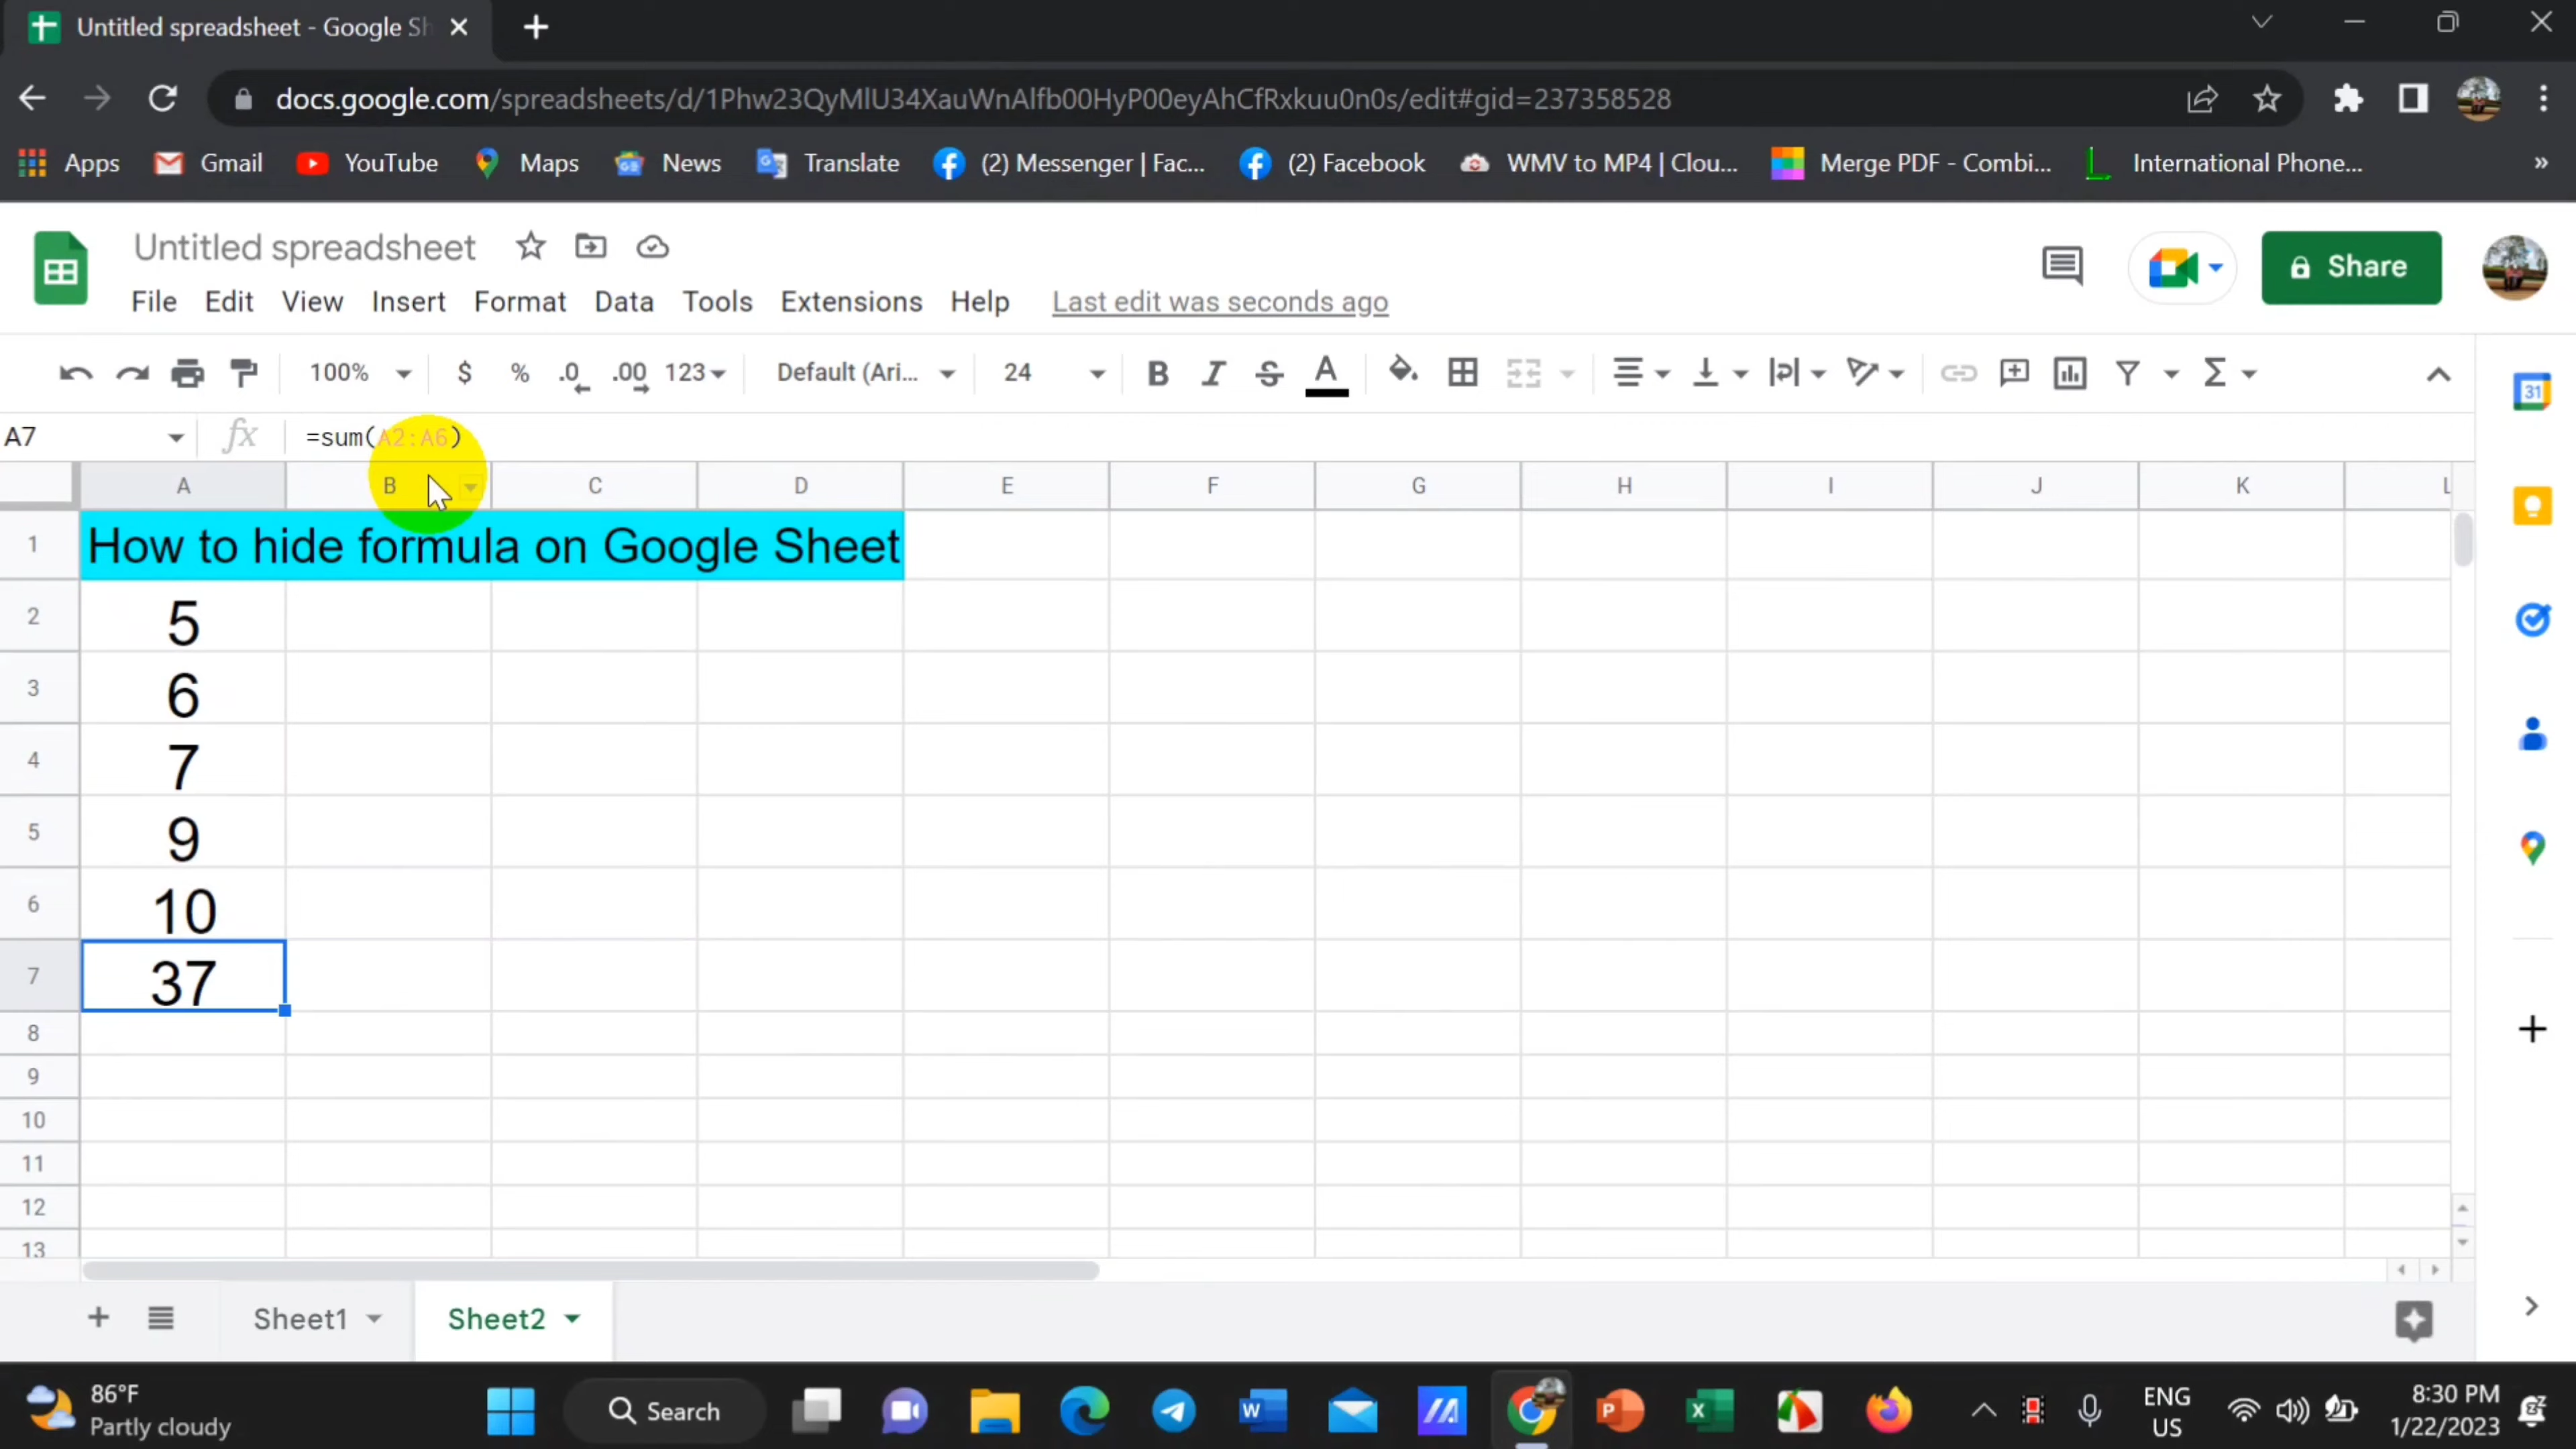 Untitled spreadsheet - Google Sh
docs.google.com/spreadsheets/d/1Phw23QyMlU34XauWnAlfb00HyP00eyAhCfRxkuu0n0s/edit#gid=237358528
Apps Gmail YouTube Maps News Translate (2) Messenger | Fac... (2) Facebook WMV to MP4 | Clou... Merge PDF - Combi... International Phone... »
Untitled spreadsheet
Share
File Edit View Insert Format Data Tools Extensions Help Last edit was seconds ago
100% $ % .0 .00 123 Default (Ari... 24 B I S A Σ
31
A7 fx =sum(A2:A6)
A B C D E F G H I J K L
1 How to hide formula on Google Sheet
2 5
3 6
4 7
5 9
6 10
7 37
8
9
10
11
12
13
Sheet1 Sheet2
86°F
Partly cloudy
Search
W
P
X
ENG
US
8:30 PM
1/22/2023